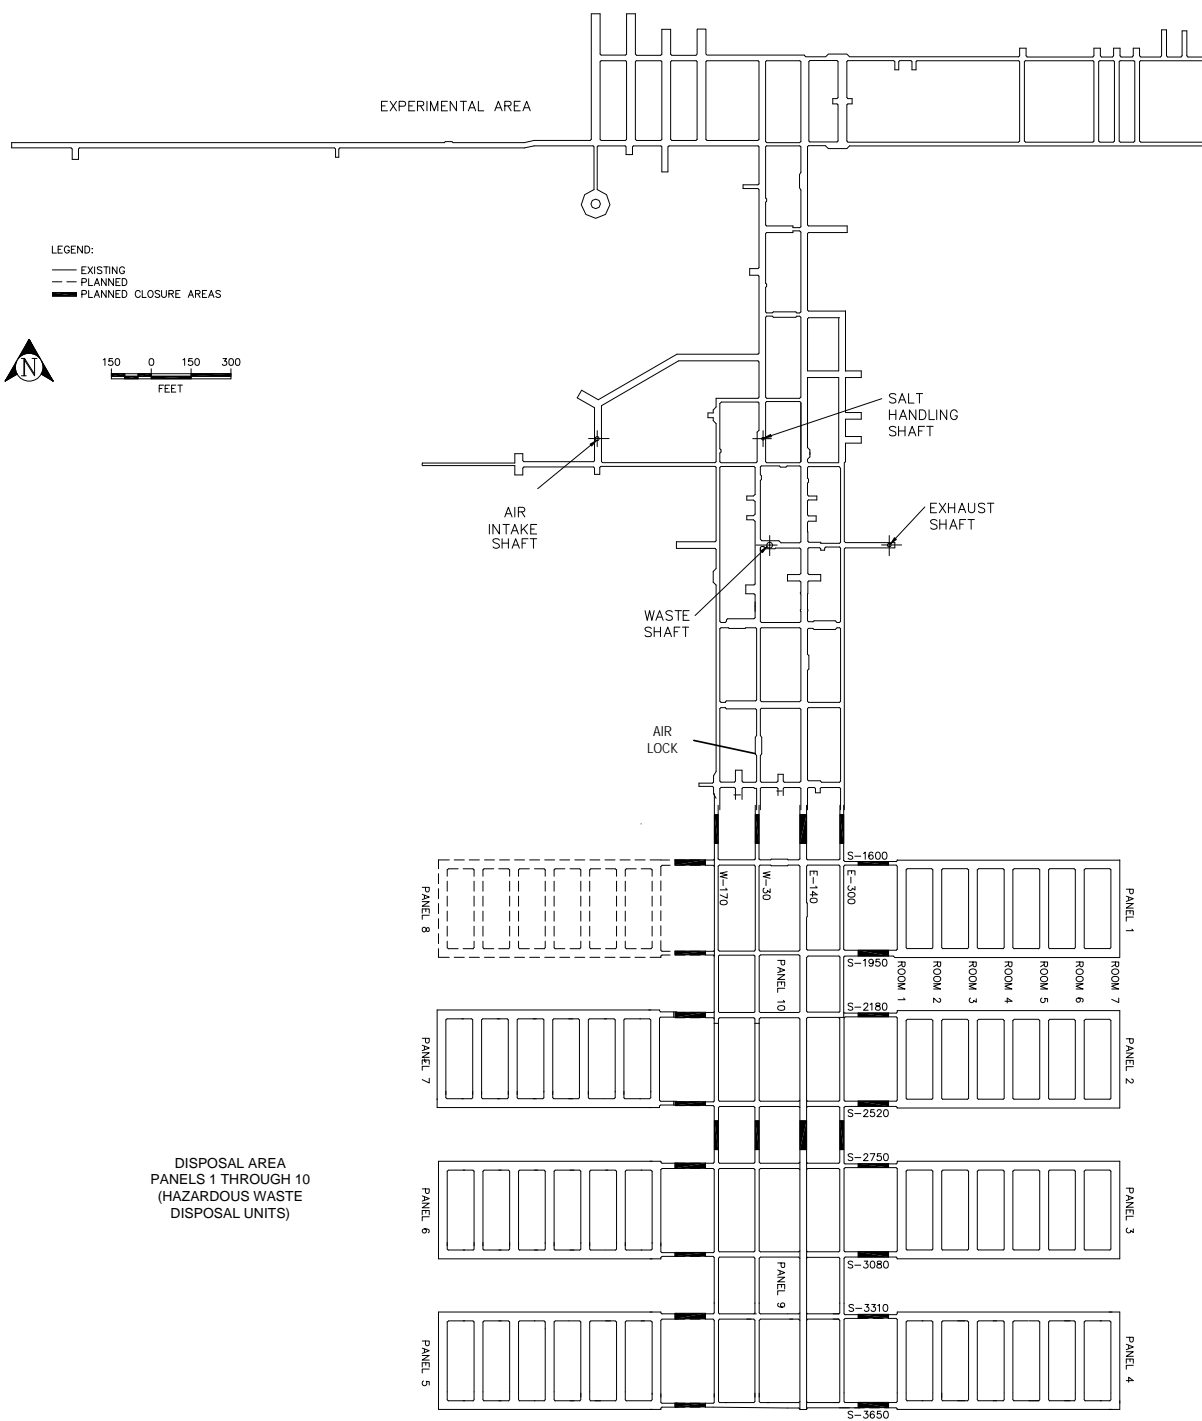 EXPERIMENTAL AREA
LEGEND:
EXISTING
PLANNED
PLANNED CLOSURE AREAS
N
150 0 150 300
FEET
SALT
HANDLING
SHAFT
AIR
INTAKE
SHAFT
EXHAUST
SHAFT
WASTE
SHAFT
AIR
LOCK
S-1600
W-170
W-30
E-140
E-300
PANEL 8
PANEL 1
S-1950
PANEL 10
ROOM 1
ROOM 2
ROOM 3
ROOM 4
ROOM 5
ROOM 6
ROOM 7
S-2180
PANEL 7
PANEL 2
S-2520
S-2750
DISPOSAL AREA
PANELS 1 THROUGH 10
(HAZARDOUS WASTE
DISPOSAL UNITS)
PANEL 6
PANEL 3
S-3080
PANEL 9
S-3310
PANEL 5
PANEL 4
S-3650